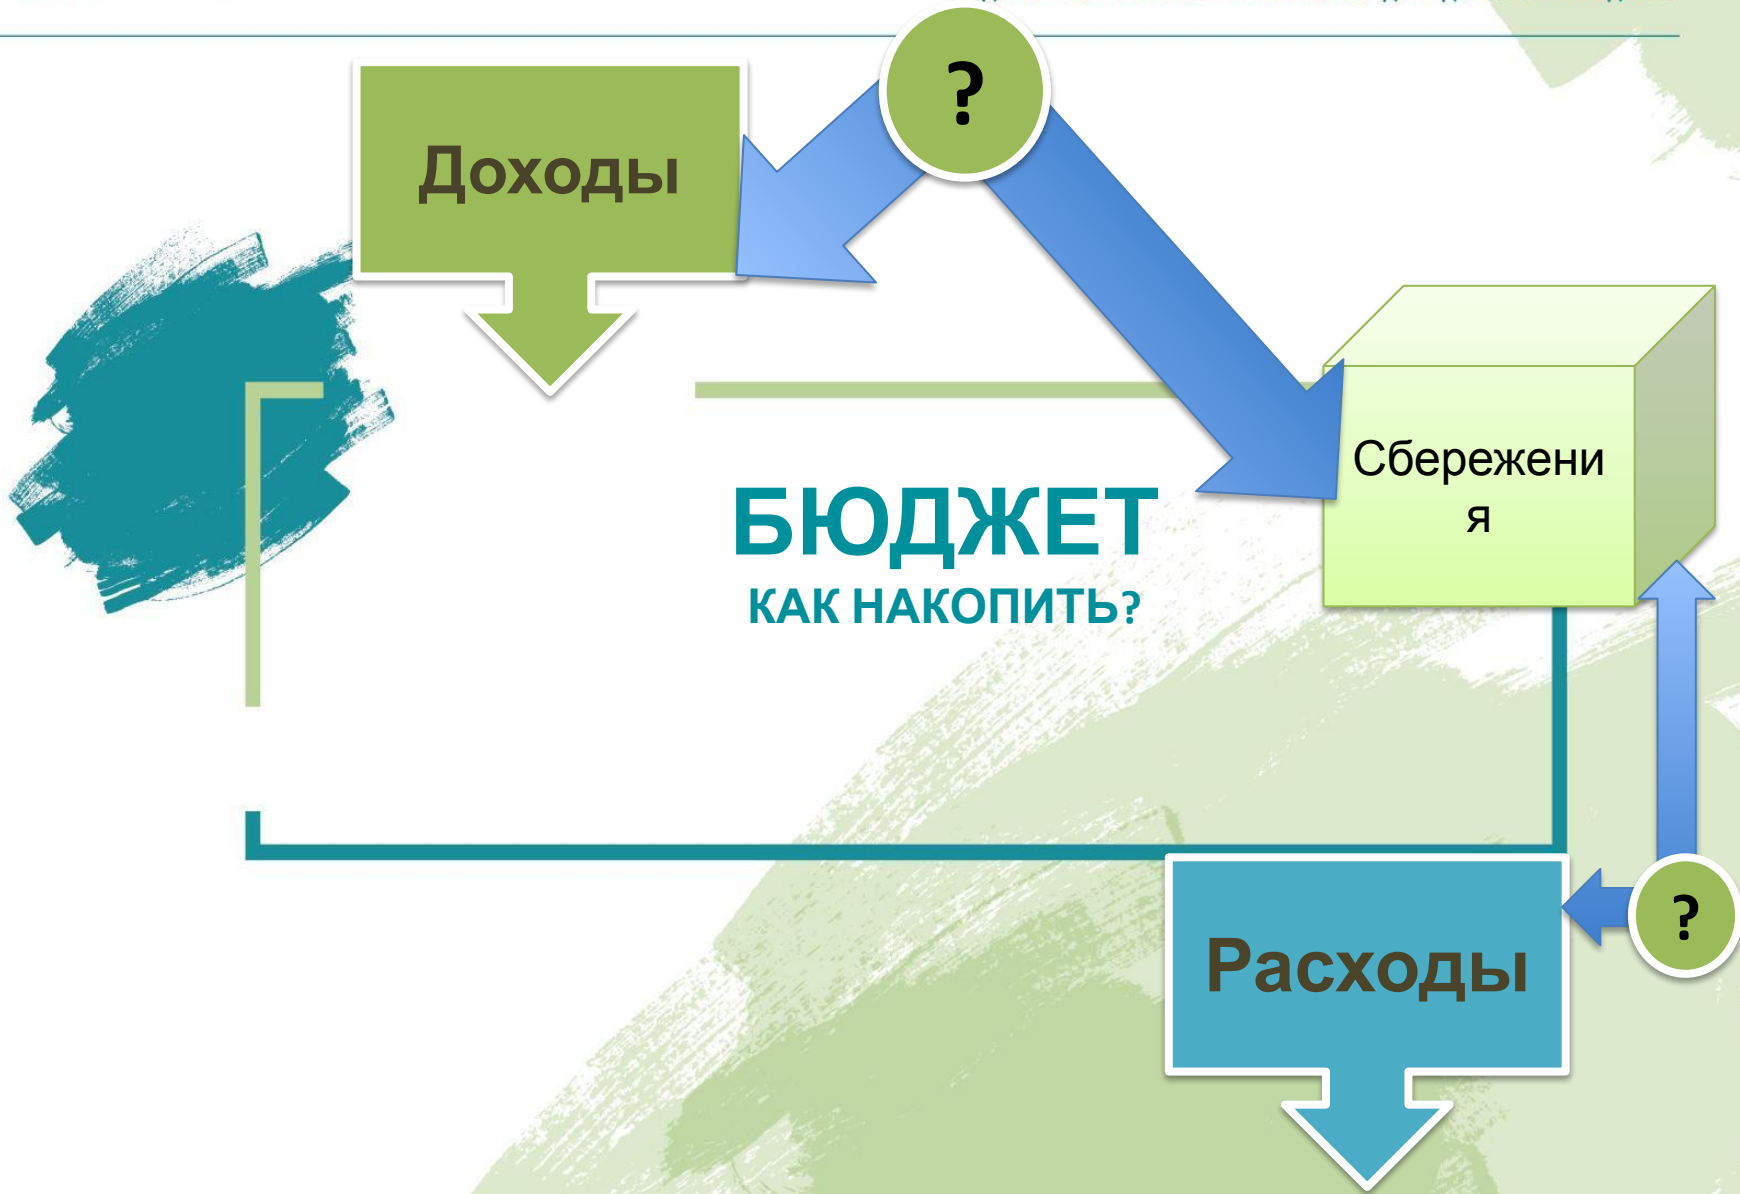 ?
Доходы
Сбережени
я
БЮДЖЕТ
КАК НАКОПИТЬ?
?
Расходы